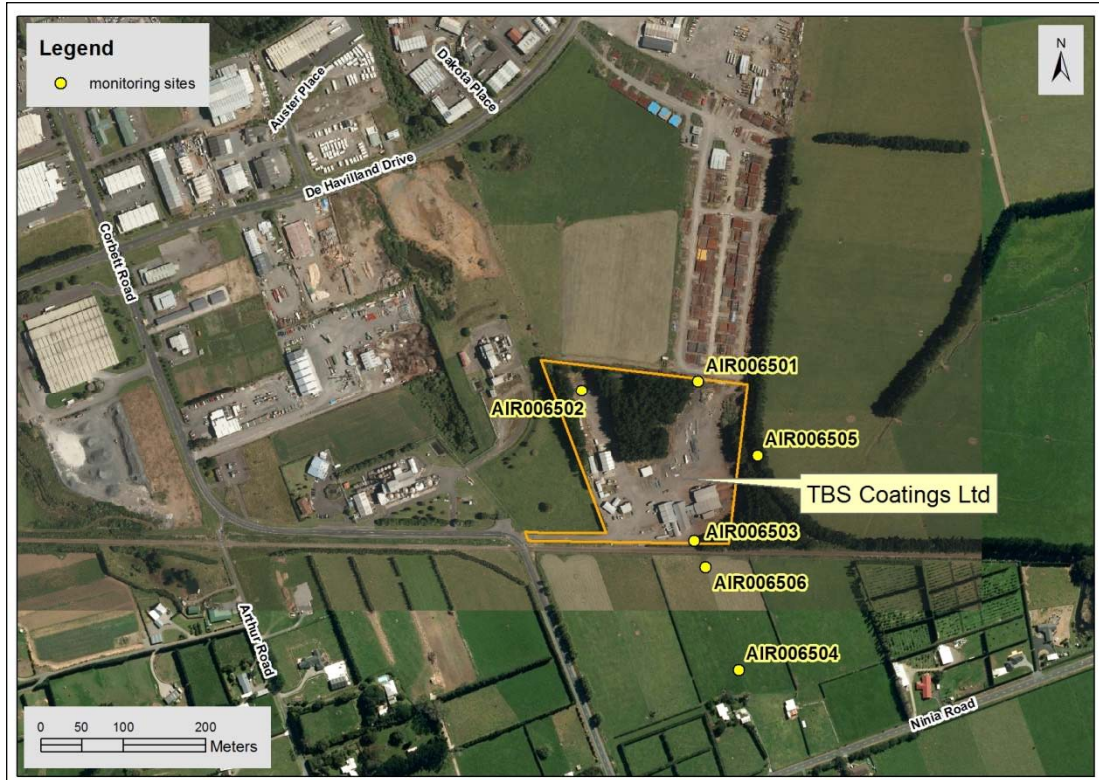 Legend
monitoring sites
N
Auster Place
Dakota Place
De Havilland Drive
Corbett Road
AIR006501
AIR006502
AIR006505
TBS Coatings Ltd
AIR006503
AIR006506
Arthur Road
AIR006504
Ninia Road
0 50 100 200
Meters